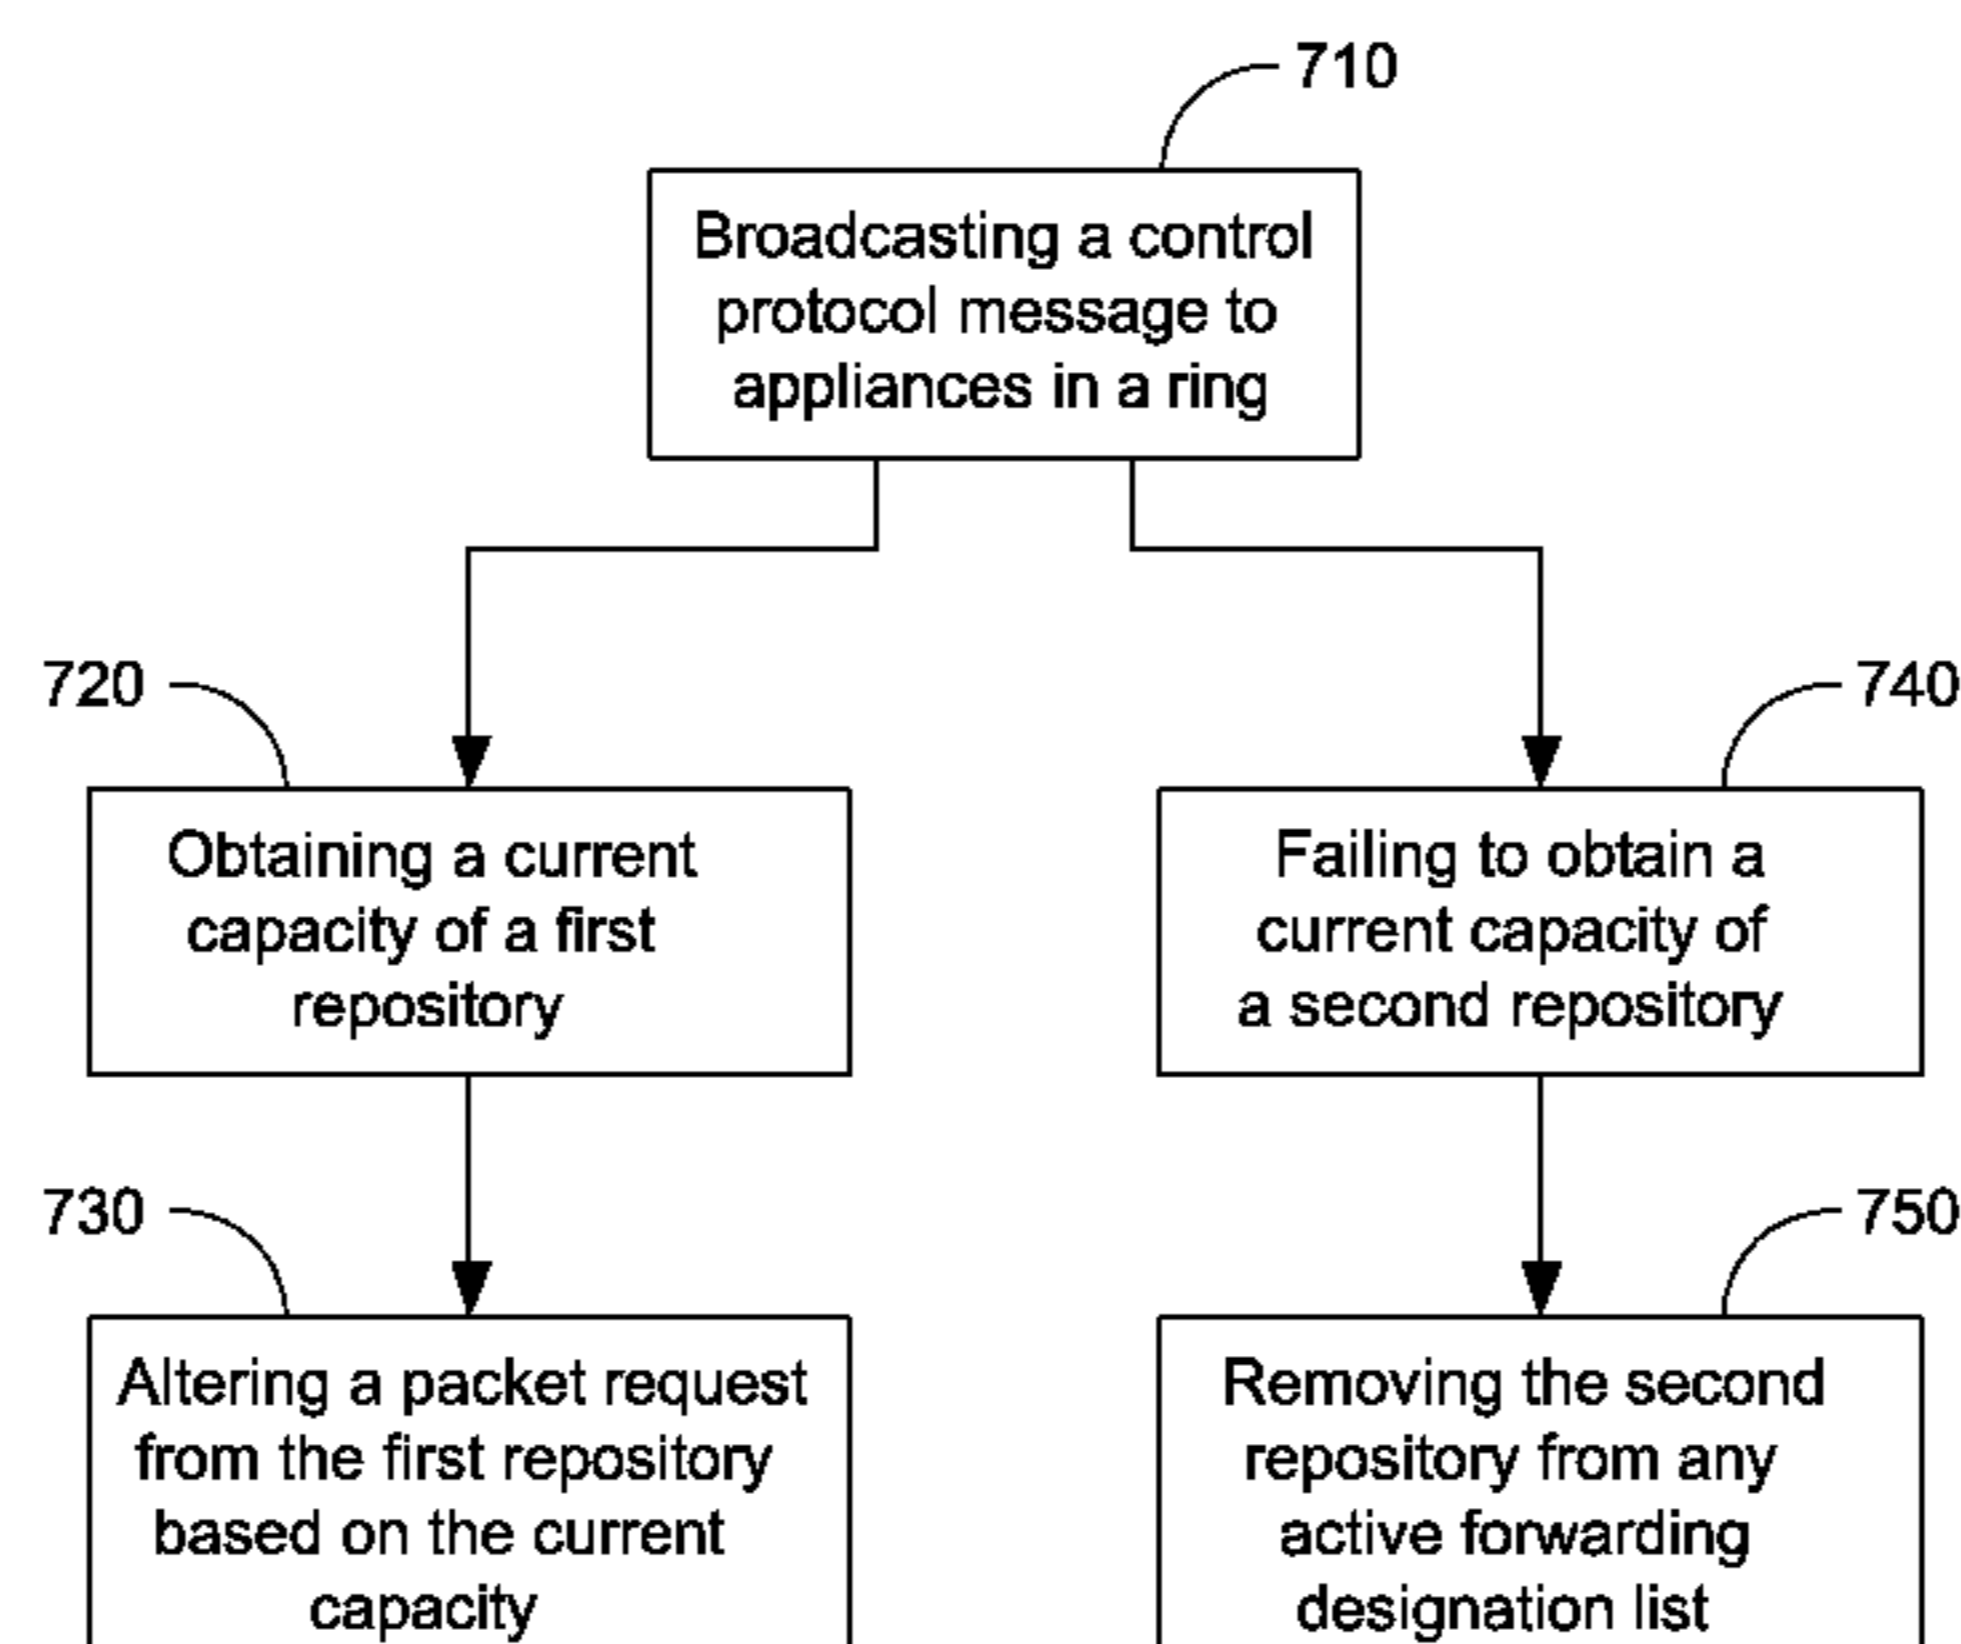 710
Broadcasting a control
protocol message to
appliances in a ring
720
Obtaining a current
capacity of a first
repository
740
Failing to obtain a
current capacity of
a second repository
730
Altering a packet request
from the first repository
based on the current
capacity
750
Removing the second
repository from any
active forwarding
designation list